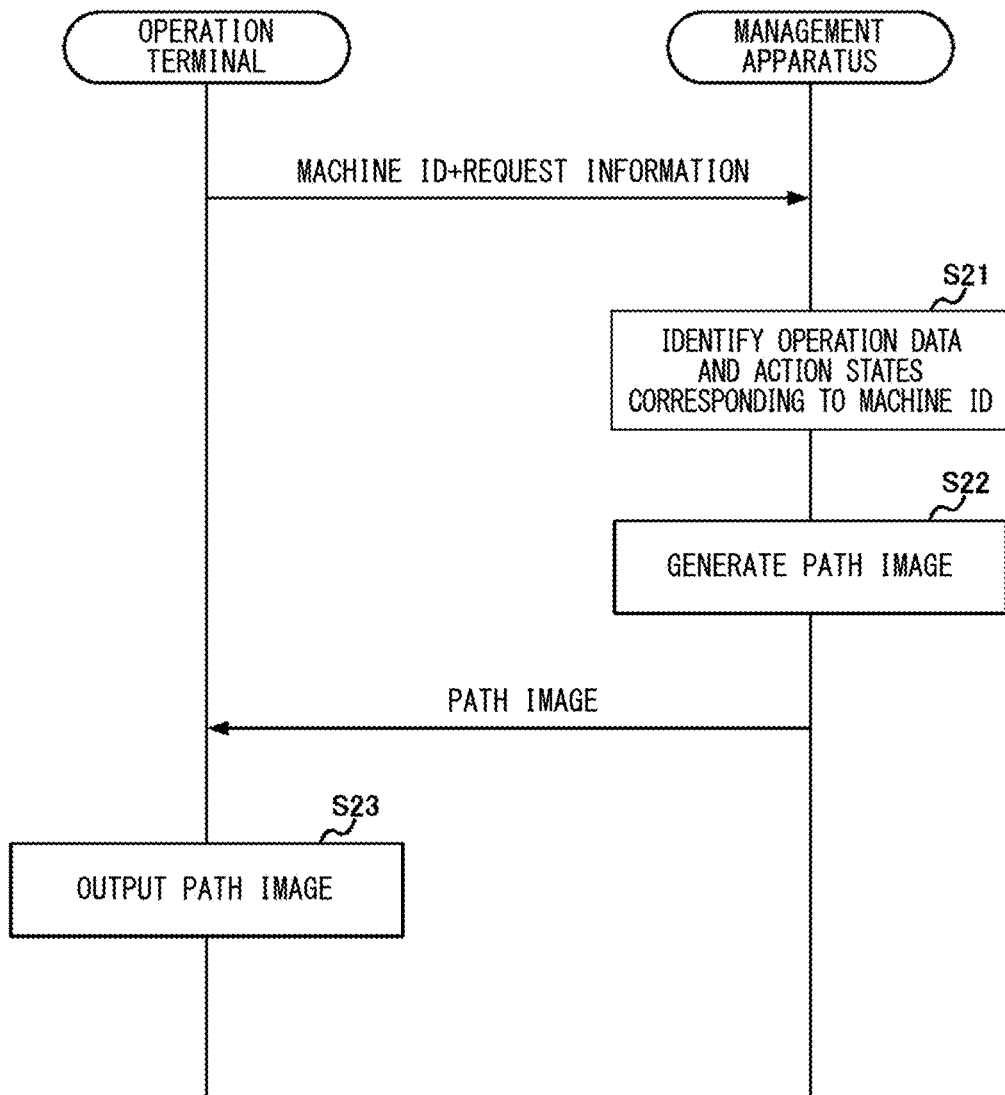 OPERATION
TERMINAL
MANAGEMENT
APPARATUS
MACHINE ID+REQUEST INFORMATION
S21
IDENTIFY OPERATION DATA
AND ACTION STATES
CORRESPONDING TO MACHINE ID
S22
GENERATE PATH IMAGE
PATH IMAGE
S23
OUTPUT PATH IMAGE